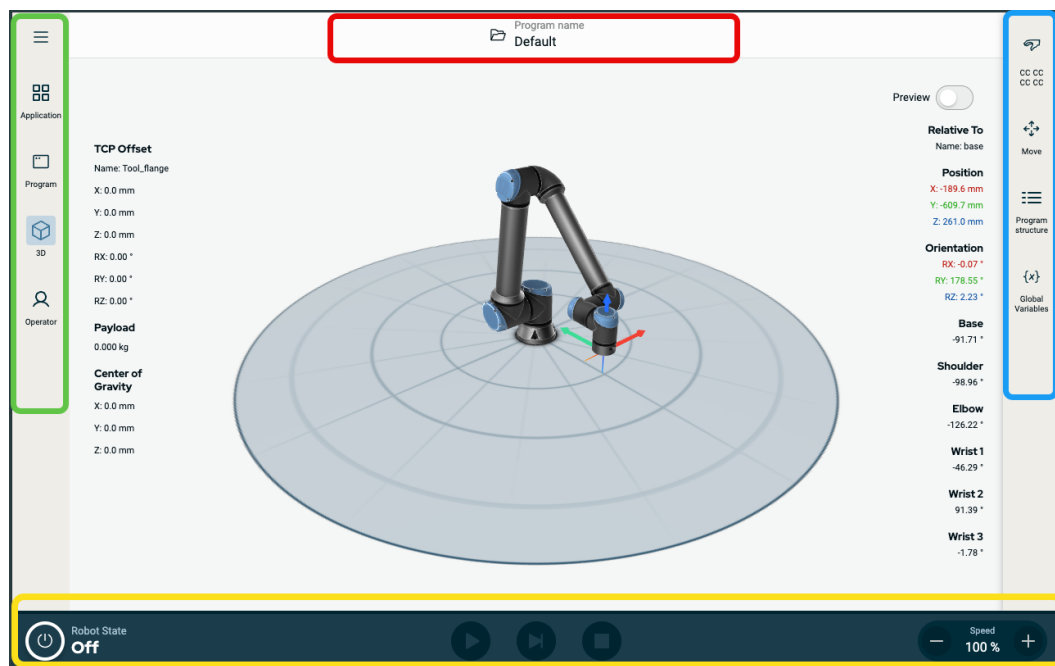 Program name
Default
Application
Program
3D
Operator
TCP Offset
Name: Tool_flange
X: 0.0 mm
Y: 0.0 mm
Z: 0.0 mm
RX: 0.00 °
RY: 0.00 °
RZ: 0.00 °
Payload
0.000 kg
Center of
Gravity
X: 0.0 mm
Y: 0.0 mm
Z: 0.0 mm
Preview
Relative To
Name: base
Position
X: -189.6 mm
Y: -609.7 mm
Z: 261.0 mm
Orientation
RX: -0.07 °
RY: 178.55 °
RZ: 2.23 °
Base
-91.71 °
Shoulder
-98.96 °
Elbow
-126.22 °
Wrist 1
-46.29 °
Wrist 2
91.39 °
Wrist 3
-1.78 °
CC CC
CC CC
Move
Program
structure
{x}
Global
Variables
Robot State
Off
Speed
100 %